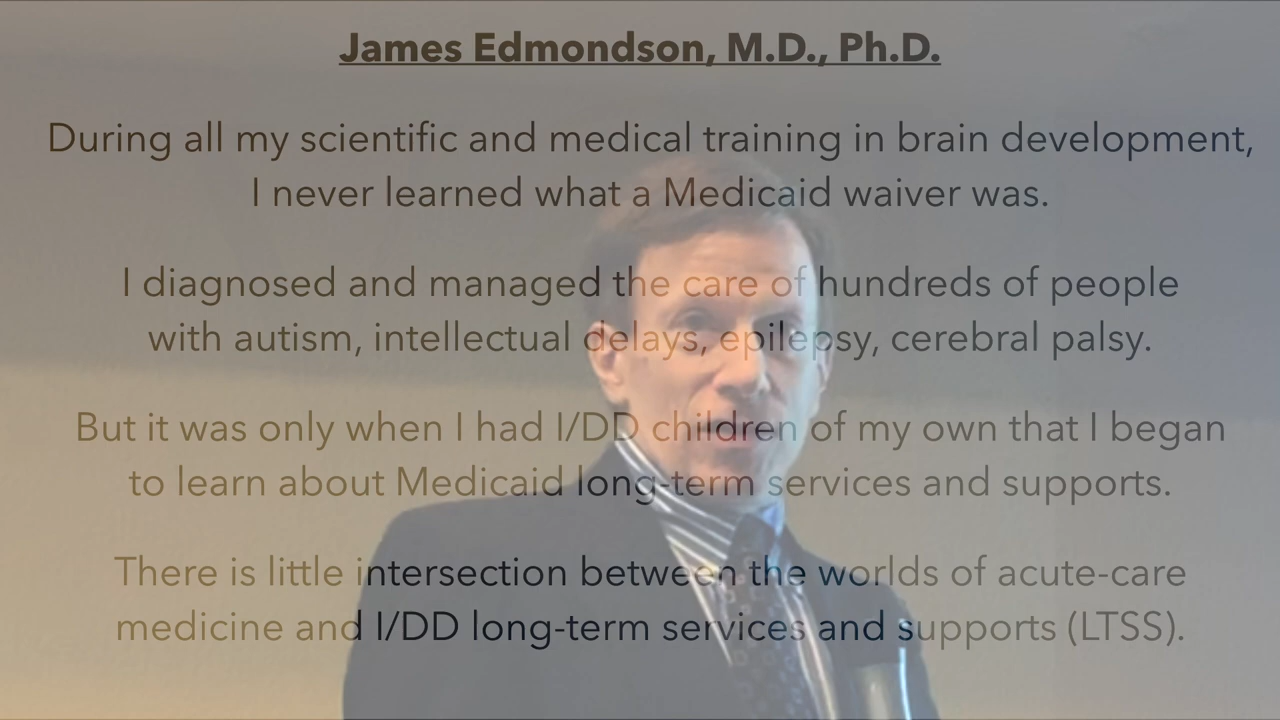 James Edmondson, M.D., Ph.D.
During all my scientific and medical training in brain development,
I never learned what a Medicaid waiver was.
I diagnosed and managed the care of hundreds of people
with autism, intellectual delays, epilepsy, cerebral palsy.
But it was only when I had I/DD children of my own that I began
to learn about Medicaid long-term services and supports.
There is little intersection between the worlds of acute-care
medicine and I/DD long-term services and supports (LTSS).